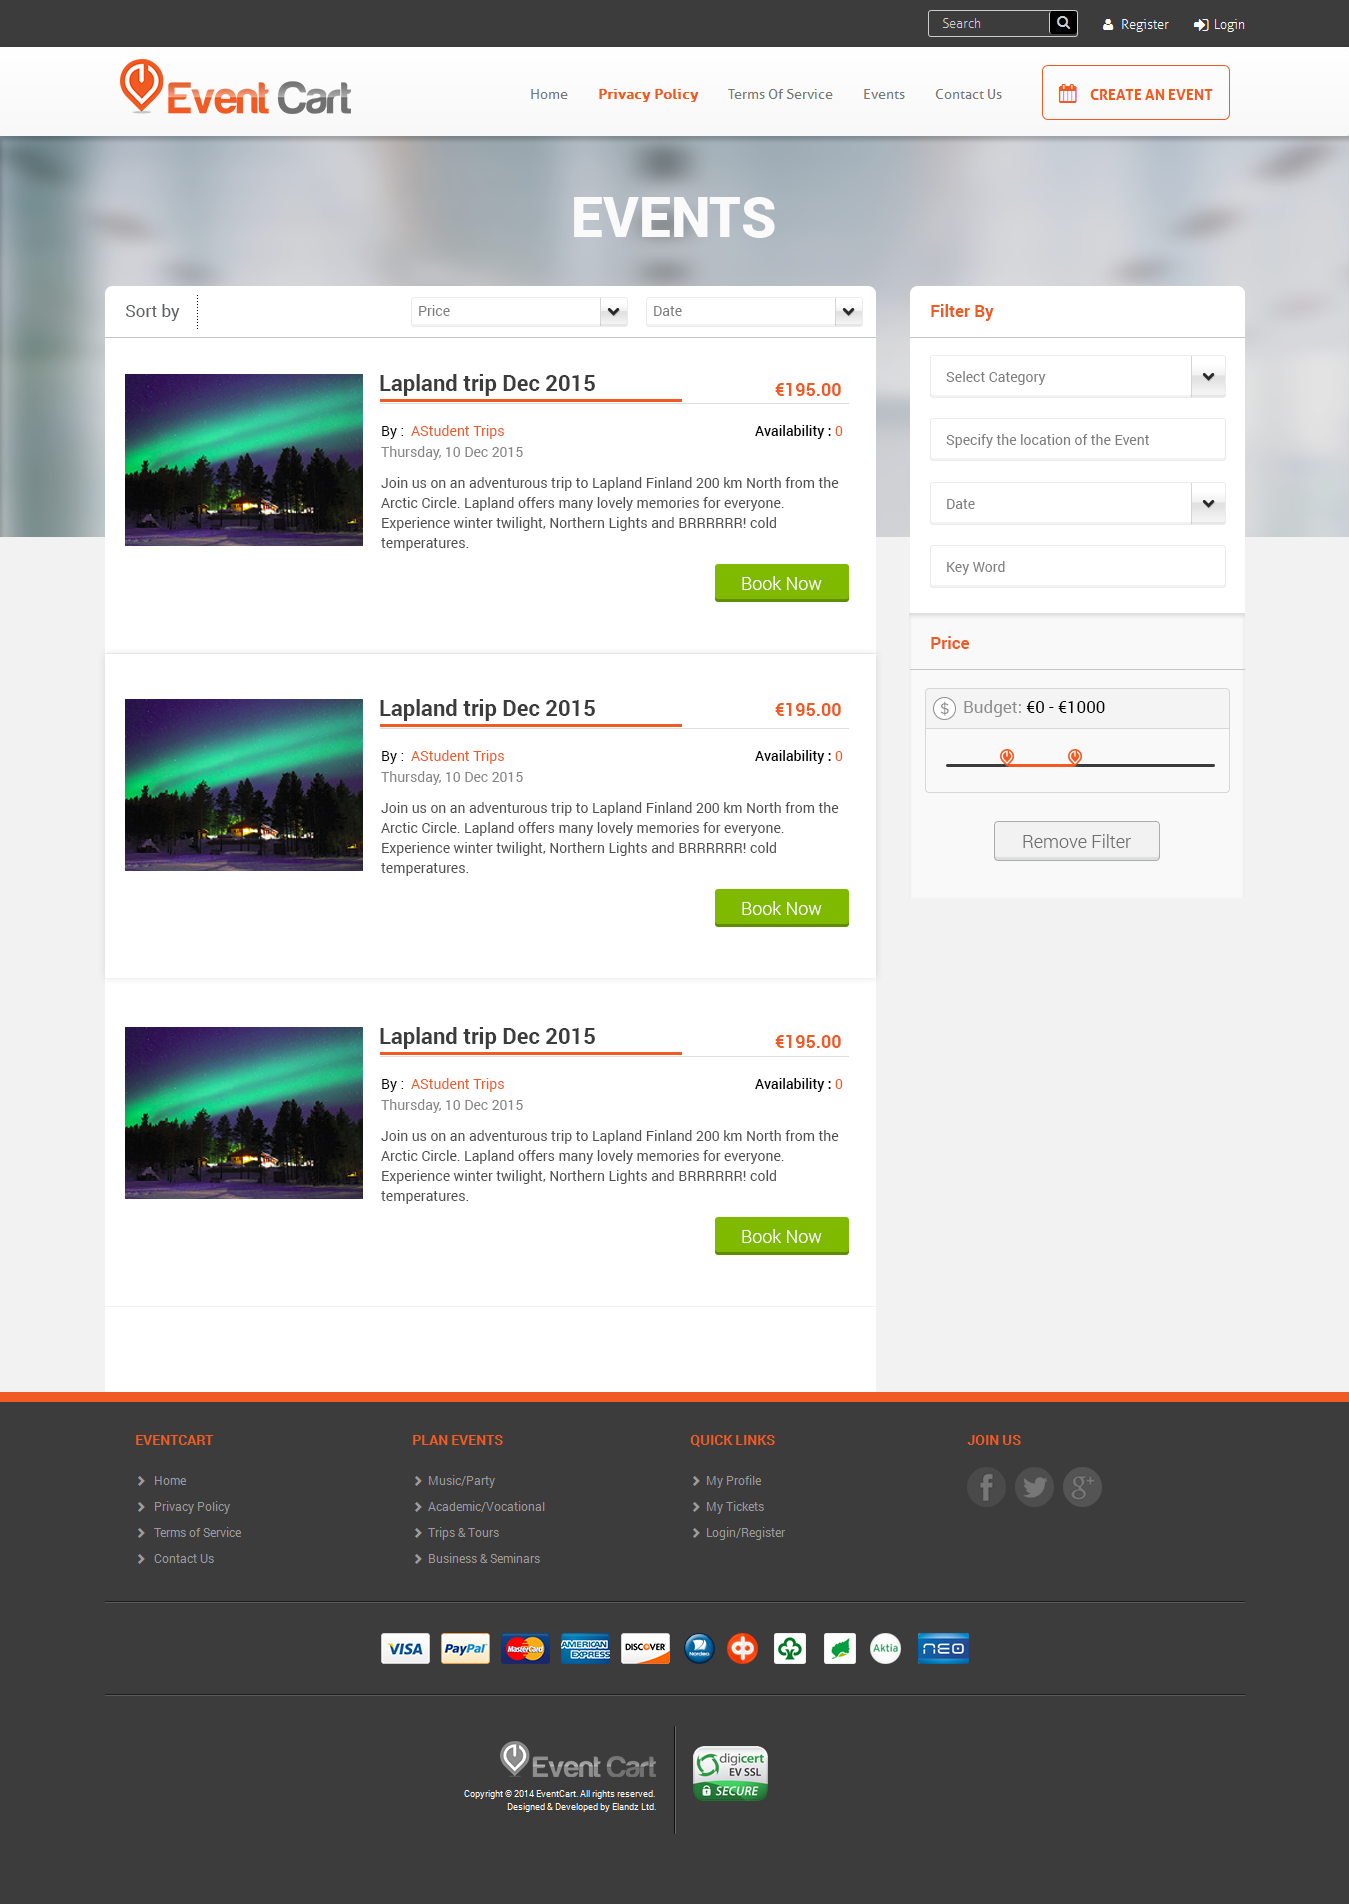 Search
Register
Login
Event Cart
Home
Privacy Policy
Terms Of Service
Events
Contact Us
CREATE AN EVENT
EVENTS
Sort by
Price
Date
Lapland trip Dec 2015
€195.00
By : AStudent Trips
Availability : 0
Thursday, 10 Dec 2015
Join us on an adventurous trip to Lapland Finland 200 km North from the
Arctic Circle. Lapland offers many lovely memories for everyone.
Experience winter twilight, Northern Lights and BRRRRRR! cold
temperatures.
Book Now
Lapland trip Dec 2015
€195.00
By : AStudent Trips
Availability : 0
Thursday, 10 Dec 2015
Join us on an adventurous trip to Lapland Finland 200 km North from the
Arctic Circle. Lapland offers many lovely memories for everyone.
Experience winter twilight, Northern Lights and BRRRRRR! cold
temperatures.
Book Now
Lapland trip Dec 2015
€195.00
By : AStudent Trips
Availability : 0
Thursday, 10 Dec 2015
Join us on an adventurous trip to Lapland Finland 200 km North from the
Arctic Circle. Lapland offers many lovely memories for everyone.
Experience winter twilight, Northern Lights and BRRRRRR! cold
temperatures.
Book Now
Filter By
Select Category
Specify the location of the Event
Date
Key Word
Price
$ Budget: €0 - €1000
Remove Filter
EVENTCART
Home
Privacy Policy
Terms of Service
Contact Us
PLAN EVENTS
Music/Party
Academic/Vocational
Trips & Tours
Business & Seminars
QUICK LINKS
My Profile
My Tickets
Login/Register
JOIN US
f
g+
VISA
PayPal
MasterCard
AMERICAN
EXPRESS
DISCOVER
Nordea
Aktia
NEO
Event Cart
Copyright © 2014 EventCart. All rights reserved.
Designed & Developed by Elandz Ltd.
digicert
EV SSL
SECURE